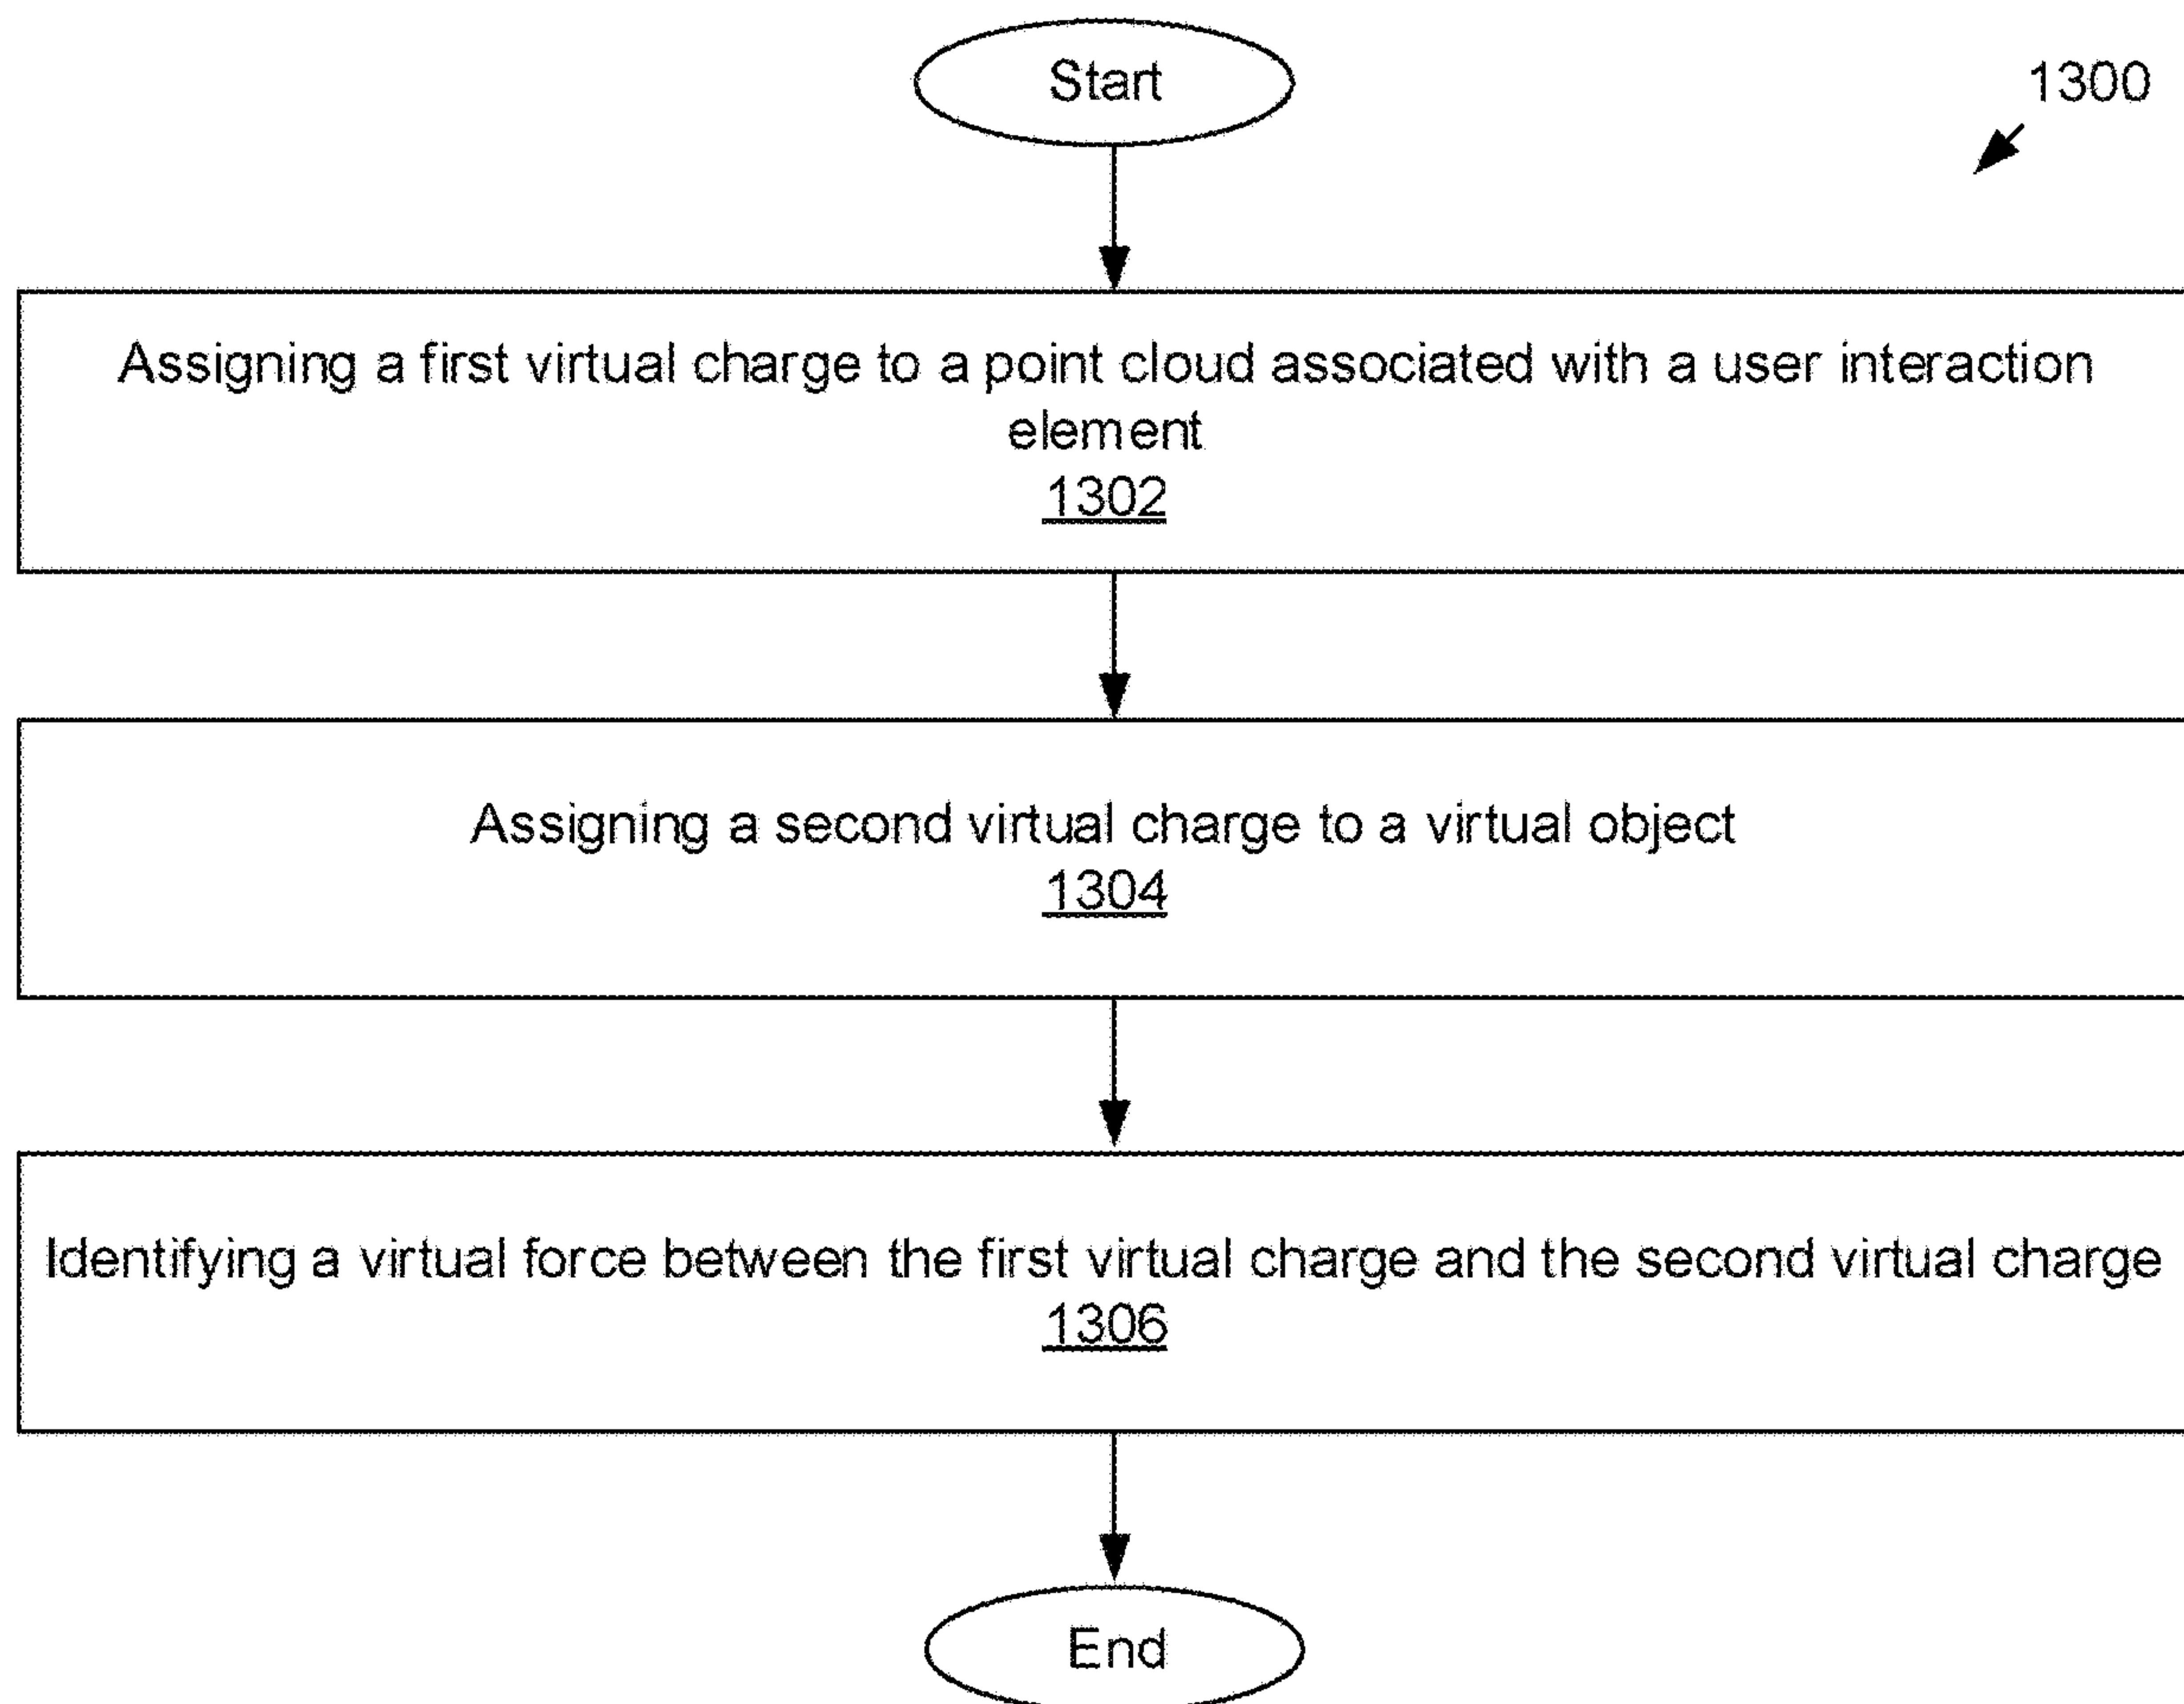 Start
1300
Assigning a first virtual charge to a point cloud associated with a user interaction
element
1302
Assigning a second virtual charge to a virtual object
1304
Identifying a virtual force between the first virtual charge and the second virtual charge
1306
End